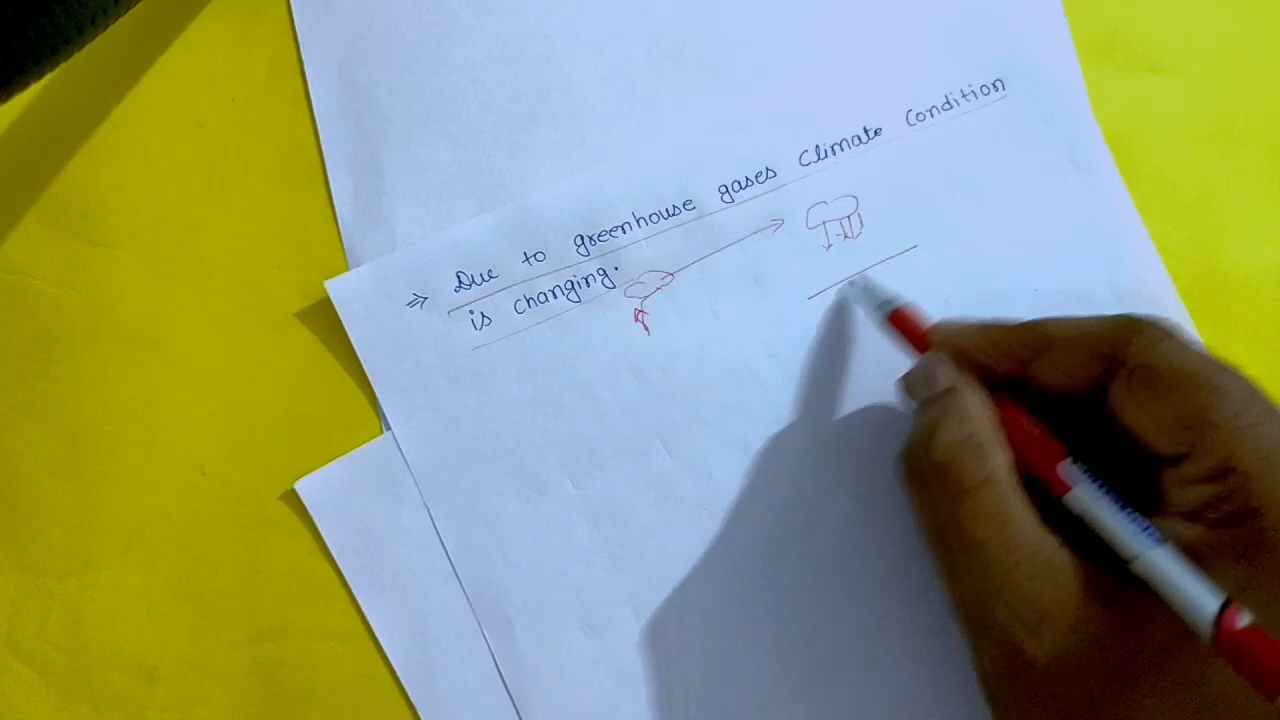 ⇒ Due to greenhouse gases Climate Condition
is changing.